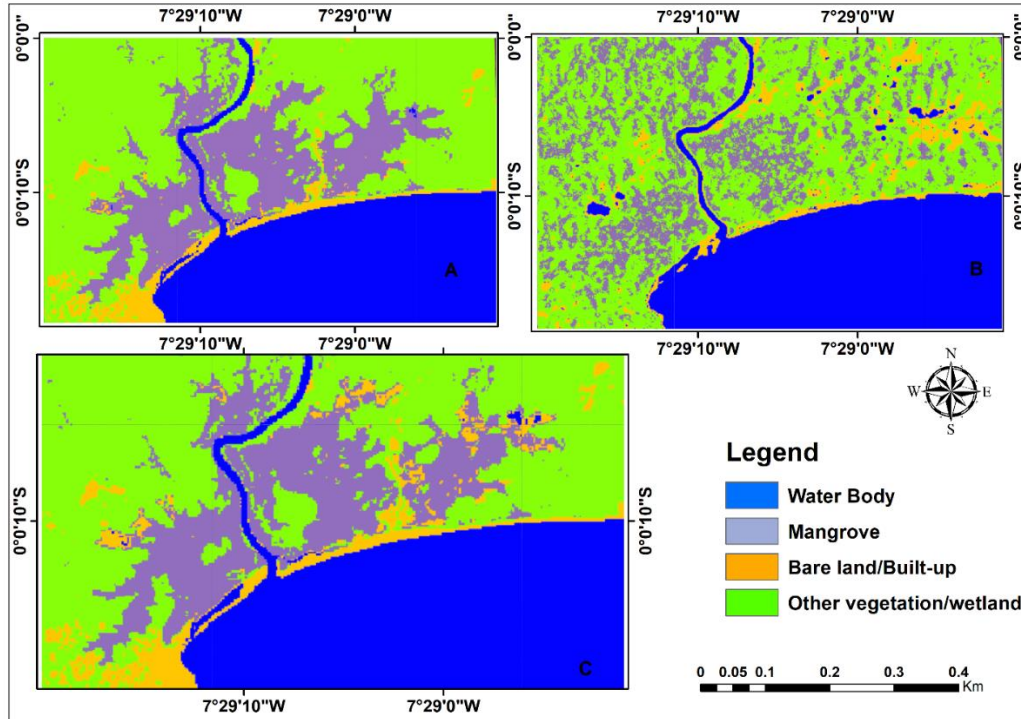 7°29'10"W 7°29'0"W 7°29'10"W 7°29'0"W
0°0'0" 0°0'0" 0°0'0"
0°0'10"S 0°0'10"S
A B
7°29'10"W 7°29'0"W 7°29'10"W 7°29'0"W
0°0'10"S 0°0'10"S
C
7°29'10"W 7°29'0"W
N
W E
S
Legend
Water Body
Mangrove
Bare land/Built-up
Other vegetation/wetland
0 0.05 0.1 0.2 0.3 0.4
Km